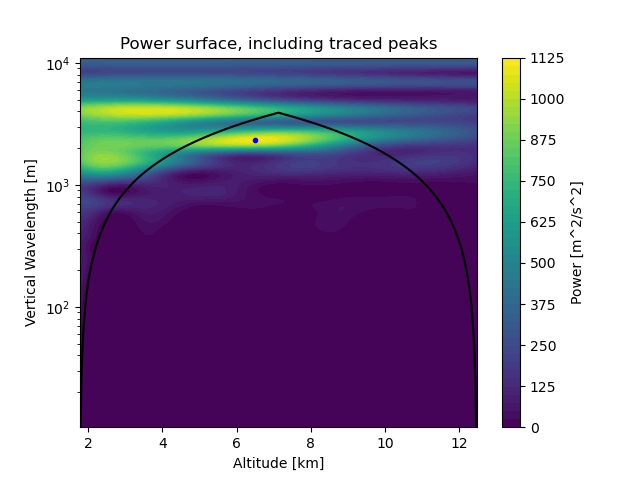 Power surface, including traced peaks
10^4
10^3
10^2
Vertical Wavelength [m]
2 4 6 8 10 12
Altitude [km]
1125
1000
875
750
625
500
375
250
125
0
Power [m^2/s^2]